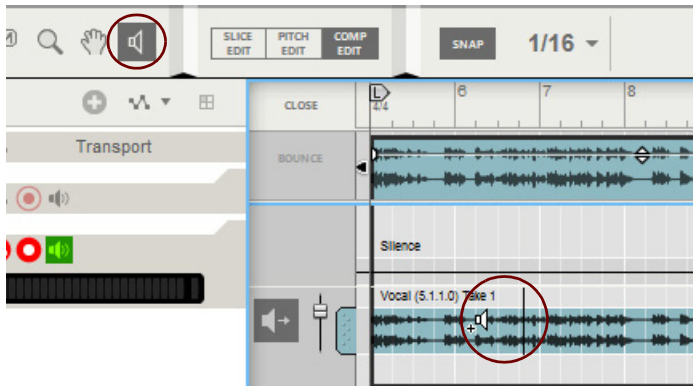 SLICE EDIT
PITCH EDIT
COMP EDIT
SNAP
1/16
CLOSE
L
4/4
6
7
8
Transport
BOUNCE
Silence
Vocal (5.1.1.0) Take 1